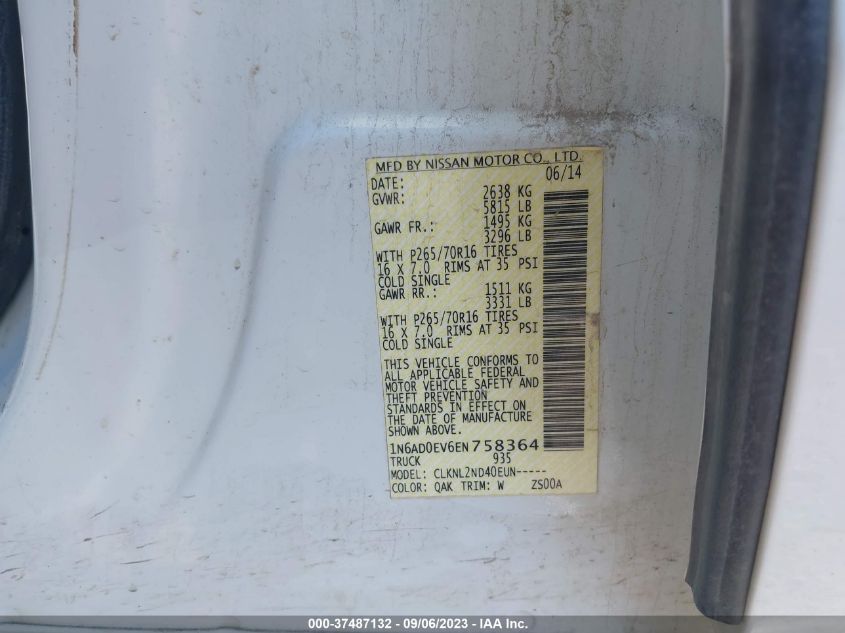 MFD BY NISSAN MOTOR CO., LTD.
DATE: 06/14
GVWR: 2638 KG
5815 LB
GAWR FR.: 1495 KG
3296 LB
WITH P265/70R16 TIRES
16 X 7.0 RIMS AT 35 PSI
COLD SINGLE
GAWR RR.: 1511 KG
3331 LB
WITH P265/70R16 TIRES
16 X 7.0 RIMS AT 35 PSI
COLD SINGLE
THIS VEHICLE CONFORMS TO
ALL APPLICABLE FEDERAL
MOTOR VEHICLE SAFETY AND
THEFT PREVENTION
STANDARDS IN EFFECT ON
THE DATE OF MANUFACTURE
SHOWN ABOVE.
1N6AD0EV6EN758364
TRUCK 935
MODEL: CLKNL2ND40EUN-----
COLOR: QAK TRIM: W ZS00A
000-37487132 - 09/06/2023 - IAA Inc.